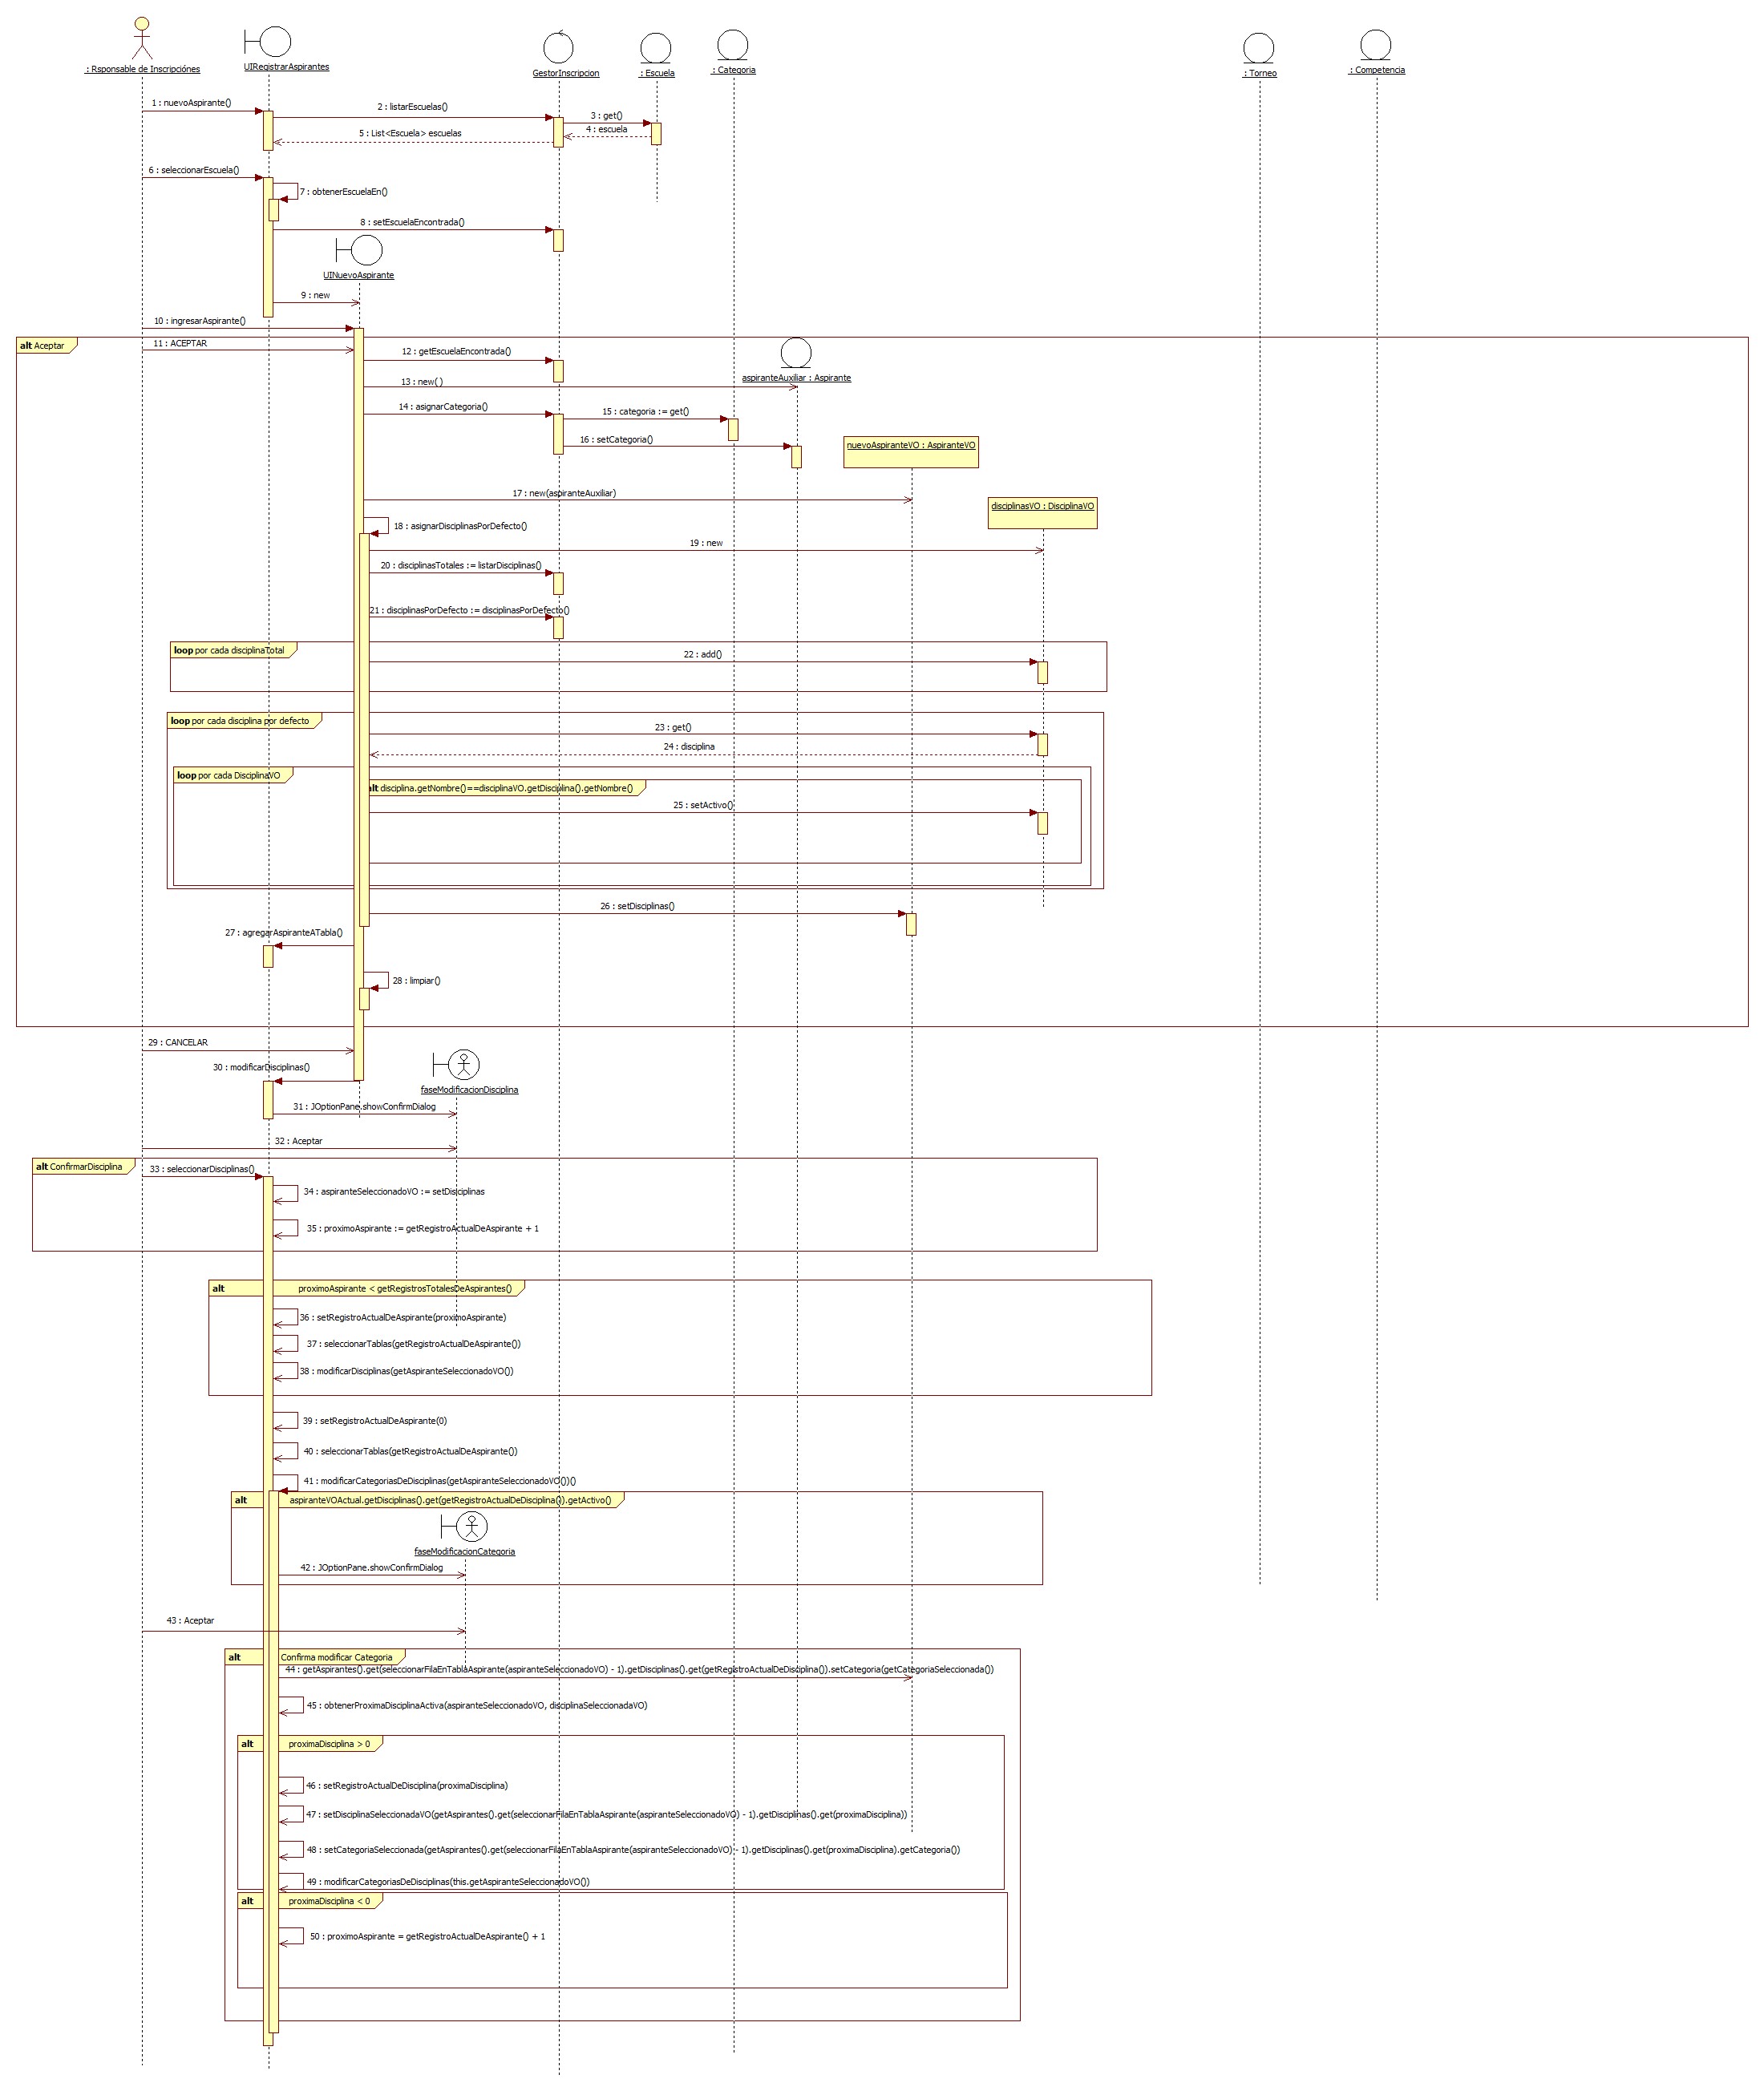 : Rsponsable de Inscripciónes
UIRegistrarAspirantes
GestorInscripcion
: Escuela
: Categoria
: Torneo
: Competencia
1 : nuevoAspirante()
2 : listarEscuelas()
3 : get()
4 : escuela
5 : List<Escuela> escuelas
6 : seleccionarEscuela()
7 : obtenerEscuelaEn()
8 : setEscuelaEncontrada()
UINuevoAspirante
9 : new
10 : ingresarAspirante()
alt Aceptar
11 : ACEPTAR
12 : getEscuelaEncontrada()
aspiranteAuxiliar : Aspirante
13 : new( )
14 : asignarCategoria()
15 : categoria := get()
16 : setCategoria()
nuevoAspiranteVO : AspiranteVO
17 : new(aspiranteAuxiliar)
disciplinasVO : DisciplinaVO
18 : asignarDisciplinasPorDefecto()
19 : new
20 : disciplinasTotales := listarDisciplinas()
21 : disciplinasPorDefecto := disciplinasPorDefecto()
loop por cada disciplinaTotal
22 : add()
loop por cada disciplina por defecto
23 : get()
24 : disciplina
loop por cada DisciplinaVO
alt disciplina.getNombre()==disciplinaVO.getDisciplina().getNombre()
25 : setActivo()
26 : setDisciplinas()
27 : agregarAspiranteATabla()
28 : limpiar()
29 : CANCELAR
30 : modificarDisciplinas()
faseModificacionDisciplina
31 : JOptionPane.showConfirmDialog
32 : Aceptar
alt ConfirmarDisciplina
33 : seleccionarDisciplinas()
34 : aspiranteSeleccionadoVO := setDisiciplinas
35 : proximoAspirante := getRegistroActualDeAspirante + 1
alt proximoAspirante < getRegistrosTotalesDeAspirantes()
36 : setRegistroActualDeAspirante(proximoAspirante)
37 : seleccionarTablas(getRegistroActualDeAspirante())
38 : modificarDisciplinas(getAspiranteSeleccionadoVO())
39 : setRegistroActualDeAspirante(0)
40 : seleccionarTablas(getRegistroActualDeAspirante())
41 : modificarCategoriasDeDisciplinas(getAspiranteSeleccionadoVO())()
alt aspiranteVOActual.getDisciplinas().get(getRegistroActualDeDisciplina()).getActivo()
faseModificacionCategoria
42 : JOptionPane.showConfirmDialog
43 : Aceptar
alt Confirma modificar Categoria
44 : getAspirantes().get(seleccionarFilaEnTablaAspirante(aspiranteSeleccionadoVO) - 1).getDisciplinas().get(getRegistroActualDeDisciplina()).setCategoria(getCategoriaSeleccionada())
45 : obtenerProximaDisciplinaActiva(aspiranteSeleccionadoVO, disciplinaSeleccionadaVO)
alt proximaDisciplina > 0
46 : setRegistroActualDeDisciplina(proximaDisciplina)
47 : setDisciplinaSeleccionadaVO(getAspirantes().get(seleccionarFilaEnTablaAspirante(aspiranteSeleccionadoVO) - 1).getDisciplinas().get(proximaDisciplina))
48 : setCategoriaSeleccionada(getAspirantes().get(seleccionarFilaEnTablaAspirante(aspiranteSeleccionadoVO) - 1).getDisciplinas().get(proximaDisciplina).getCategoria())
49 : modificarCategoriasDeDisciplinas(this.getAspiranteSeleccionadoVO())
alt proximaDisciplina < 0
50 : proximoAspirante = getRegistroActualDeAspirante() + 1